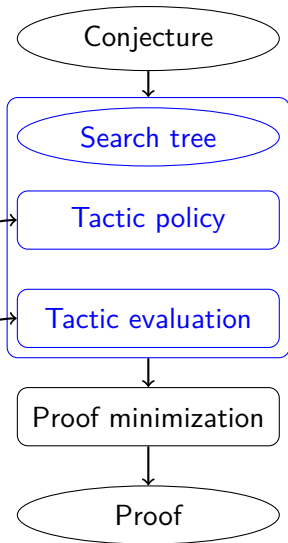 Conjecture
Search tree
Tactic policy
Tactic evaluation
Proof minimization
Proof